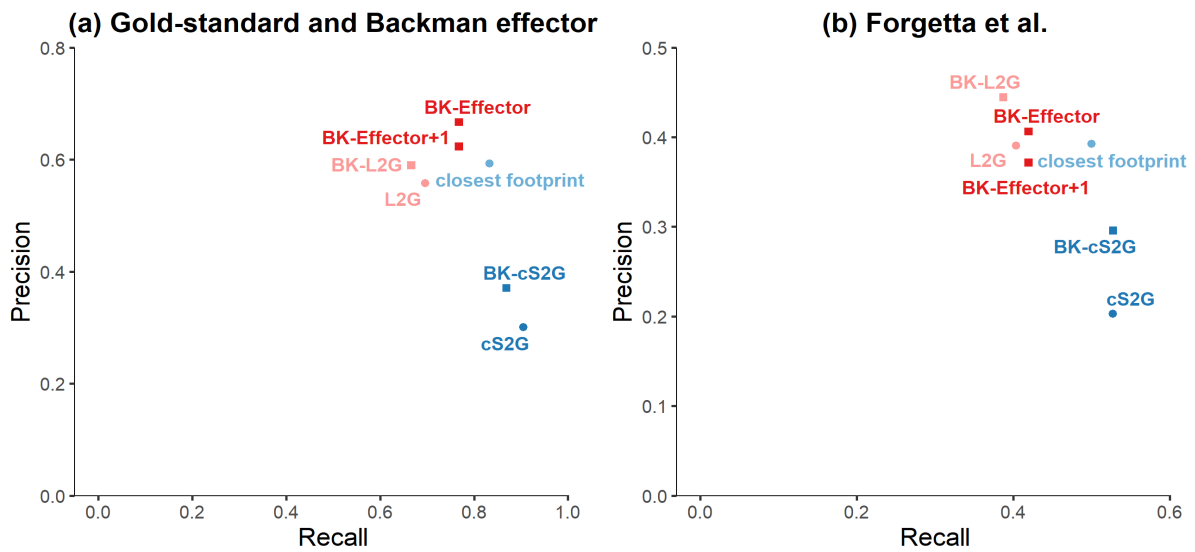 (a) Gold-standard and Backman effector
0.8
0.6
0.4
0.2
0.0
Precision
BK-Effector
BK-Effector+1
BK-L2G
closest footprint
L2G
BK-cS2G
cS2G
0.0
0.2
0.4
0.6
0.8
1.0
Recall
(b) Forgetta et al.
0.5
0.4
0.3
0.2
0.1
0.0
Precision
BK-L2G
BK-Effector
L2G
closest footprint
BK-Effector+1
BK-cS2G
cS2G
0.0
0.2
0.4
0.6
Recall